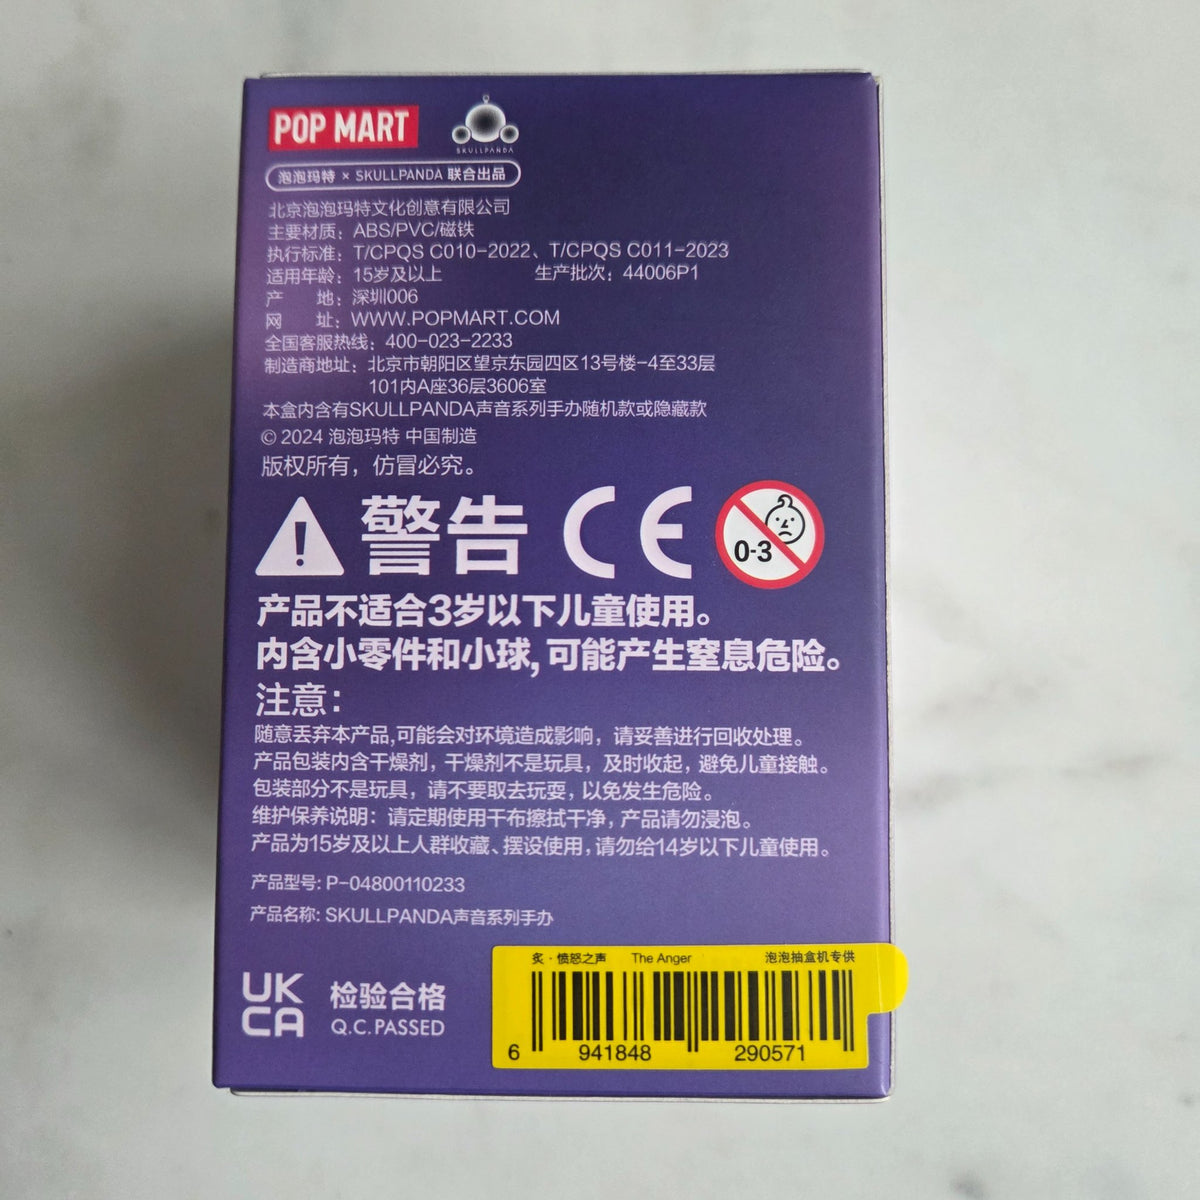 POP MART
SKULLPANDA
泡泡玛特 × SKULLPANDA 联合出品
北京泡泡玛特文化创意有限公司
主要材质：ABS/PVC/磁铁
执行标准：T/CPQS C010-2022、T/CPQS C011-2023
适用年龄：15岁及以上 生产批次：44006P1
产 地：深圳006
网 址：WWW.POPMART.COM
全国客服热线：400-023-2233
制造商地址：北京市朝阳区望京东园四区13号楼-4至33层
101内A座36层3606室
本盒内含有SKULLPANDA声音系列手办随机款或隐藏款
© 2024 泡泡玛特 中国制造
版权所有，仿冒必究。
警告 CE 0-3
产品不适合3岁以下儿童使用。
内含小零件和小球,可能产生窒息危险。
注意：
随意丢弃本产品,可能会对环境造成影响，请妥善进行回收处理。
产品包装内含干燥剂，干燥剂不是玩具，及时收起，避免儿童接触。
包装部分不是玩具，请不要取去玩耍，以免发生危险。
维护保养说明：请定期使用干布擦拭干净，产品请勿浸泡。
产品为15岁及以上人群收藏、摆设使用，请勿给14岁以下儿童使用。
产品型号: P-04800110233
产品名称: SKULLPANDA声音系列手办
UK
CA
检验合格
Q.C.PASSED
炙·愤怒之声 The Anger 泡泡抽盒机专供
6 941848 290571